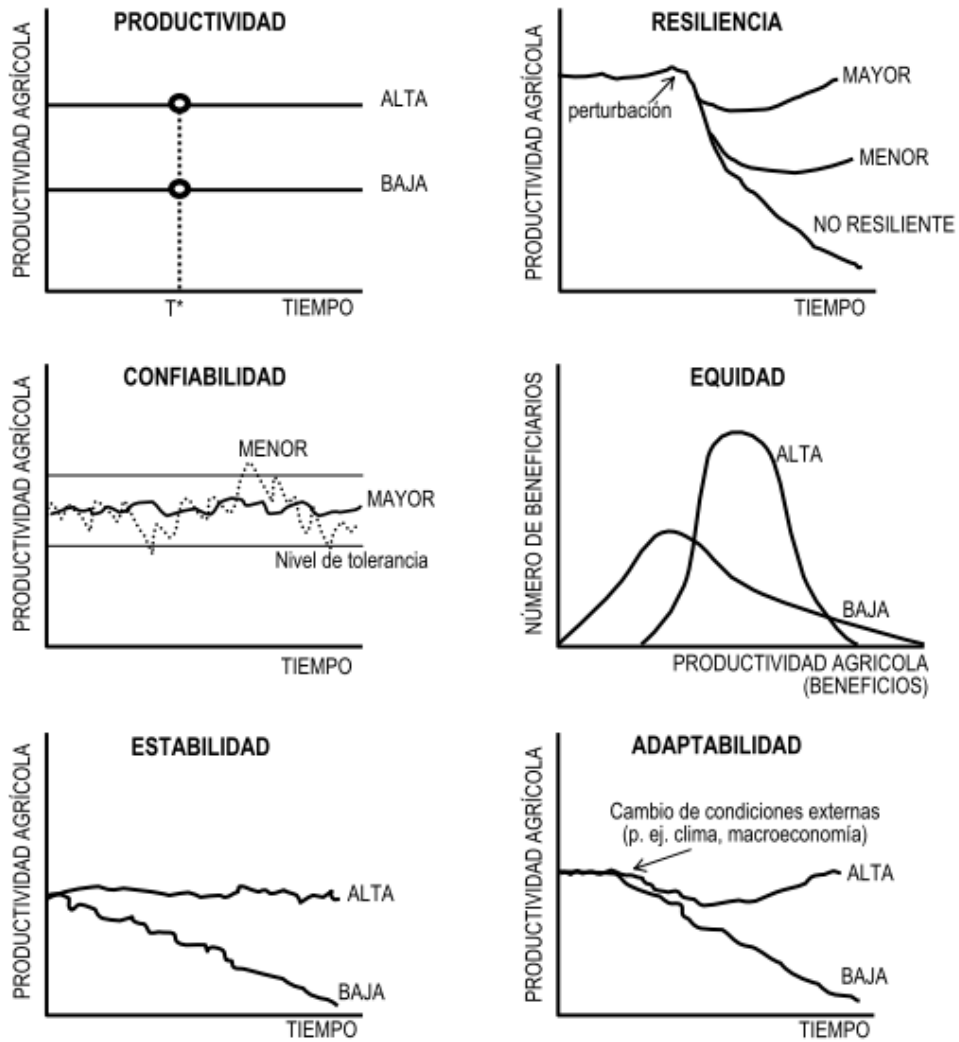 PRODUCTIVIDAD
PRODUCTIVIDAD AGRÍCOLA
ALTA
BAJA
T*
TIEMPO
RESILIENCIA
PRODUCTIVIDAD AGRÍCOLA
perturbación
MAYOR
MENOR
NO RESILIENTE
TIEMPO
CONFIABILIDAD
PRODUCTIVIDAD AGRÍCOLA
MENOR
MAYOR
Nivel de tolerancia
TIEMPO
EQUIDAD
NÚMERO DE BENEFICIARIOS
ALTA
BAJA
PRODUCTIVIDAD AGRICOLA
(BENEFICIOS)
ESTABILIDAD
PRODUCTIVIDAD AGRÍCOLA
ALTA
BAJA
TIEMPO
ADAPTABILIDAD
PRODUCTIVIDAD AGRÍCOLA
Cambio de condiciones externas
(p. ej. clima, macroeconomía)
ALTA
BAJA
TIEMPO